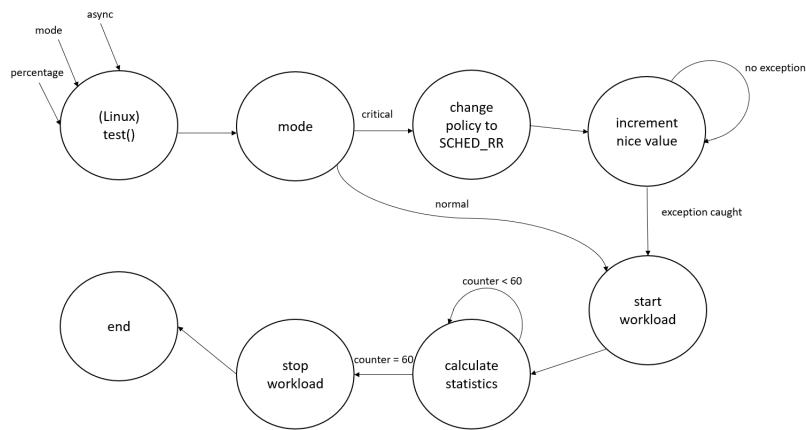 async
mode
percentage
(Linux)
test()
mode
critical
change
policy to
SCHED_RR
increment
nice value
no exception
normal
exception caught
end
stop
workload
counter = 60
counter < 60
calculate
statistics
start
workload